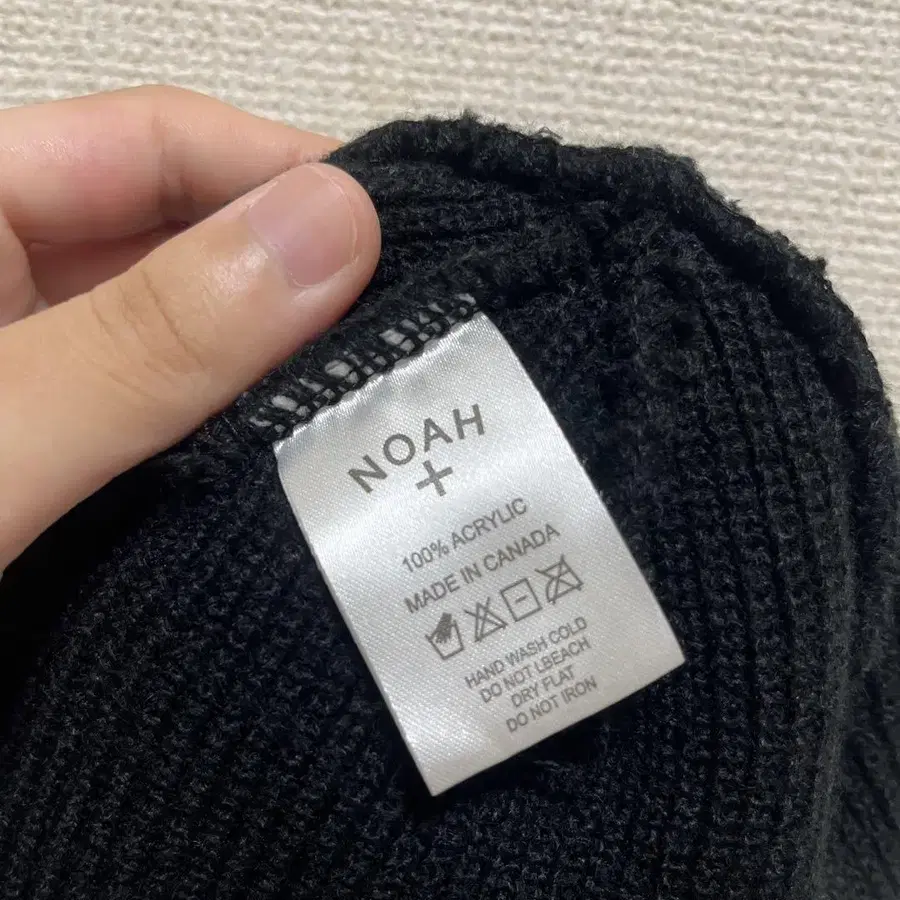 NOAH
+
100% ACRYLIC
MADE IN CANADA
HAND WASH COLD
DO NOT LBEACH
DRY FLAT
DO NOT IRON